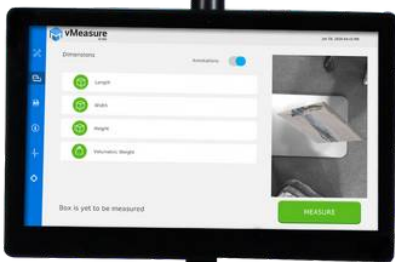 vMeasure
Dimensions
Annotations
Length
Width
Height
Volumetric Weight
Box is yet to be measured
MEASURE